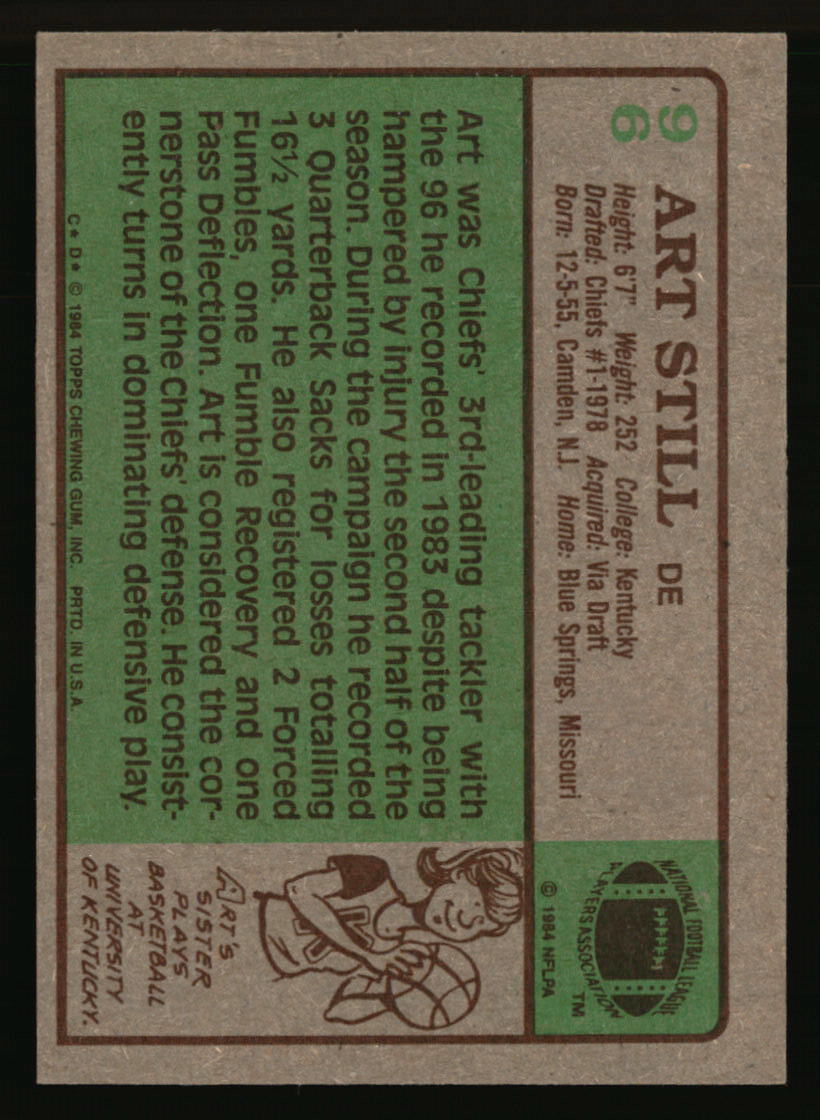 96
ART STILL DE
Height: 6'7" Weight: 252 College: Kentucky
Drafted: Chiefs #1-1978 Acquired: Via Draft
Born: 12-5-55, Camden, N.J. Home: Blue Springs, Missouri
NATIONAL FOOTBALL LEAGUE
PLAYERS ASSOCIATION
TM
© 1984 NFLPA
Art was Chiefs' 3rd-leading tackler with
the 96 he recorded in 1983 despite being
hampered by injury the second half of the
season. During the campaign he recorded
3 Quarterback Sacks for losses totalling
16½ yards. He also registered 2 Forced
Fumbles, one Fumble Recovery and one
Pass Deflection. Art is considered the cor-
nerstone of the Chiefs' defense. He consist-
ently turns in dominating defensive play.
C★ D★ © 1984 TOPPS CHEWING GUM, INC. PRTD. IN U.S.A.
K
ART'S
SISTER
PLAYS
BASKETBALL
AT
UNIVERSITY
OF KENTUCKY.